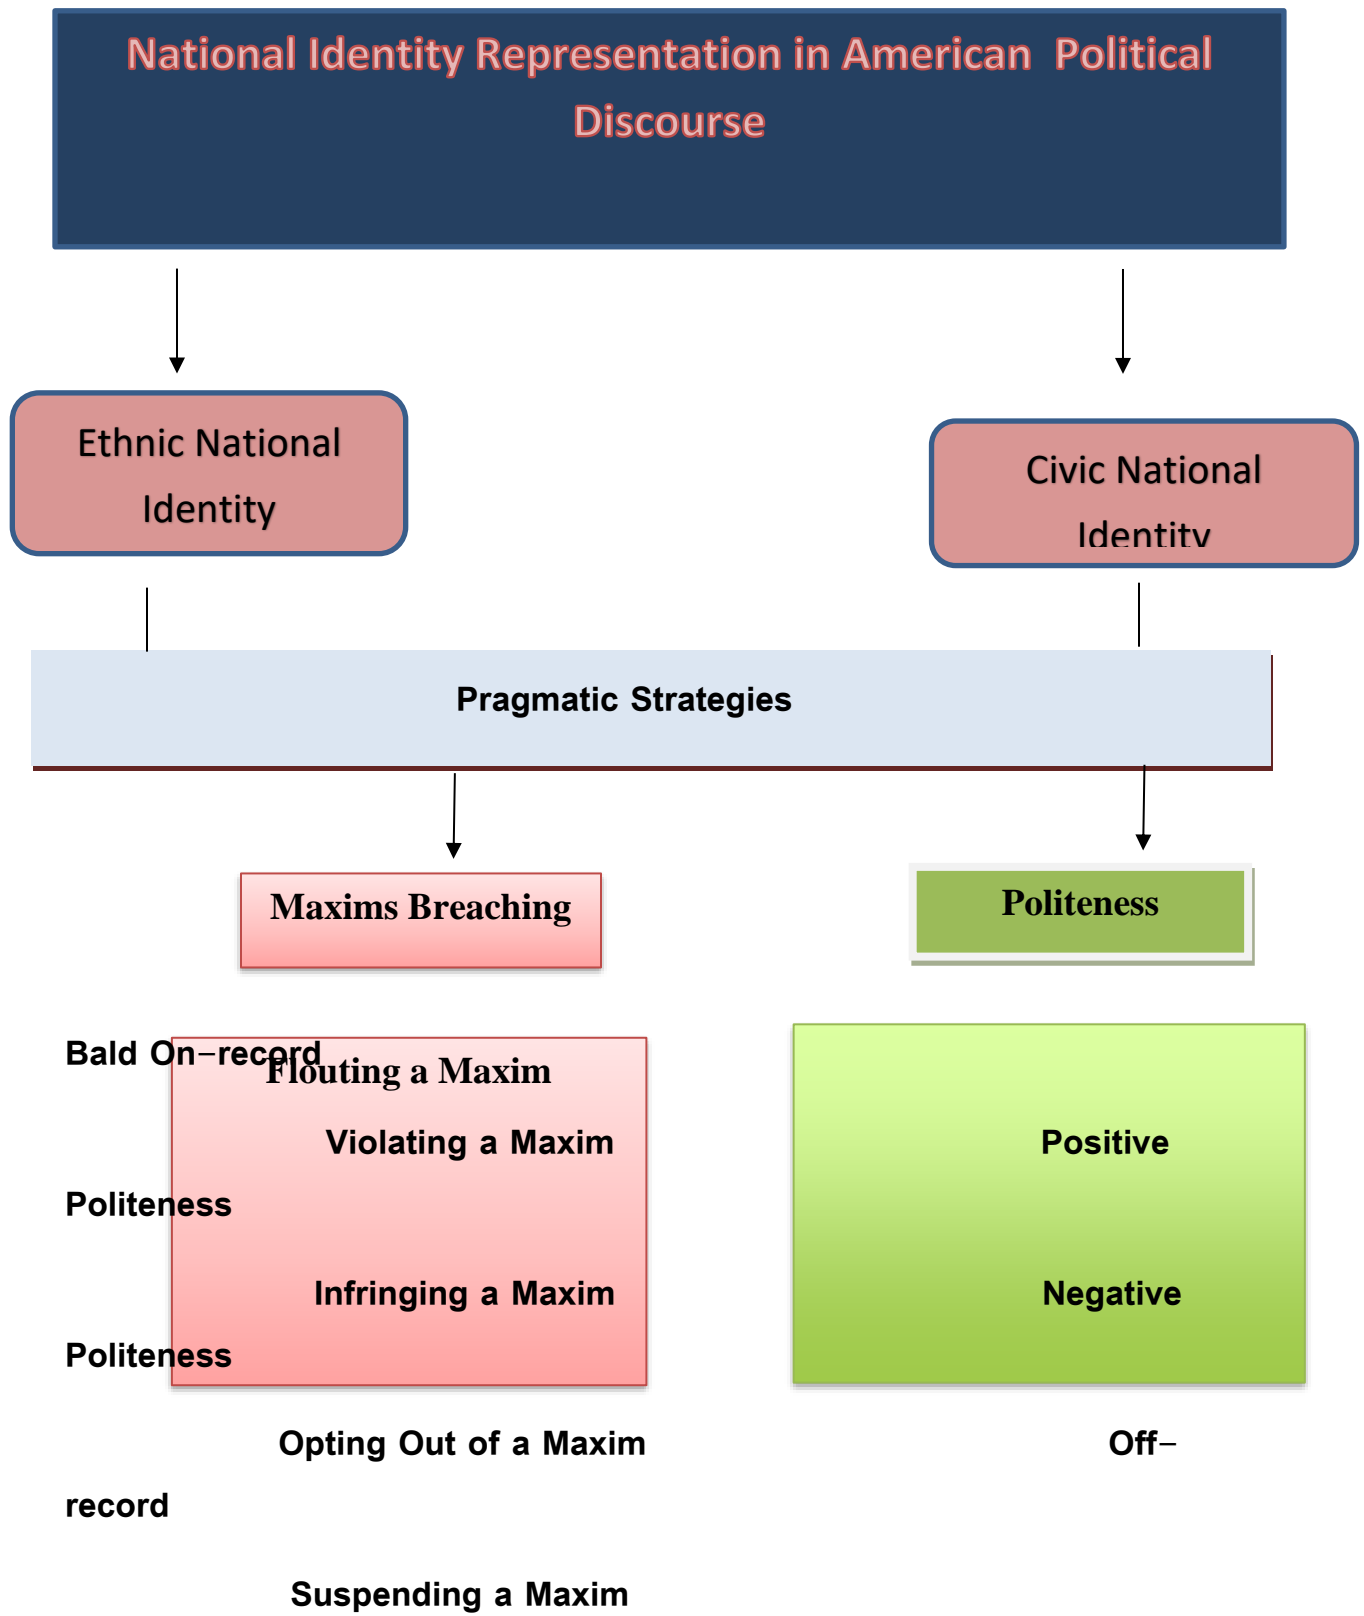 National Identity Representation in American Political
Discourse
Ethnic National
Identity
Civic National
Identity
Pragmatic Strategies
Maxims Breaching
Politeness
Bald On-record
Flouting a Maxim
Violating a Maxim Positive
Politeness
Infringing a Maxim Negative
Politeness
Opting Out of a Maxim Off-
record
Suspending a Maxim